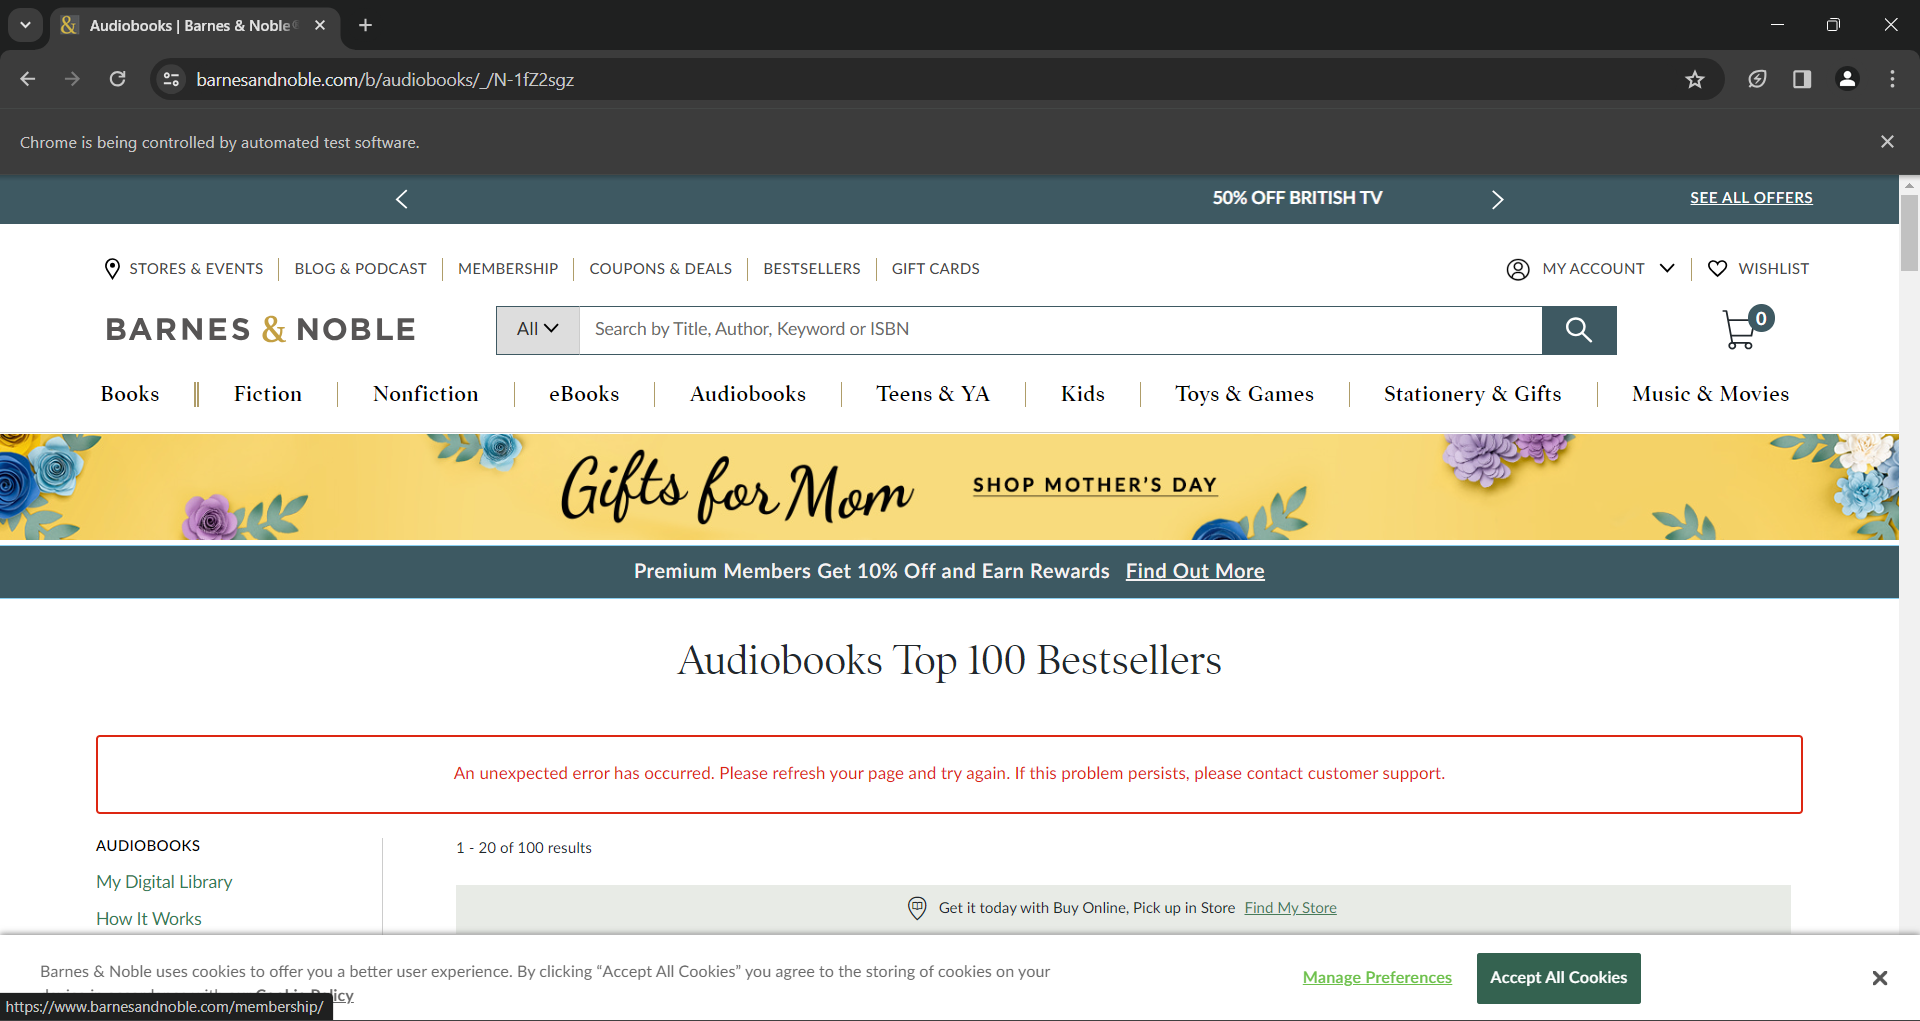 Audiobooks | Barnes & Noble®
barnesandnoble.com/b/audiobooks/_/N-1fZ2sgz
Chrome is being controlled by automated test software.
50% OFF BRITISH TV
SEE ALL OFFERS
STORES & EVENTS BLOG & PODCAST MEMBERSHIP COUPONS & DEALS BESTSELLERS GIFT CARDS MY ACCOUNT WISHLIST
BARNES & NOBLE
All Search by Title, Author, Keyword or ISBN
0
Books Fiction Nonfiction eBooks Audiobooks Teens & YA Kids Toys & Games Stationery & Gifts Music & Movies
Gifts for Mom SHOP MOTHER'S DAY
Premium Members Get 10% Off and Earn Rewards Find Out More
Audiobooks Top 100 Bestsellers
An unexpected error has occurred. Please refresh your page and try again. If this problem persists, please contact customer support.
AUDIOBOOKS
1 - 20 of 100 results
My Digital Library
How It Works
Get it today with Buy Online, Pick up in Store Find My Store
Barnes & Noble uses cookies to offer you a better user experience. By clicking “Accept All Cookies” you agree to the storing of cookies on your
Manage Preferences
Accept All Cookies
https://www.barnesandnoble.com/membership/